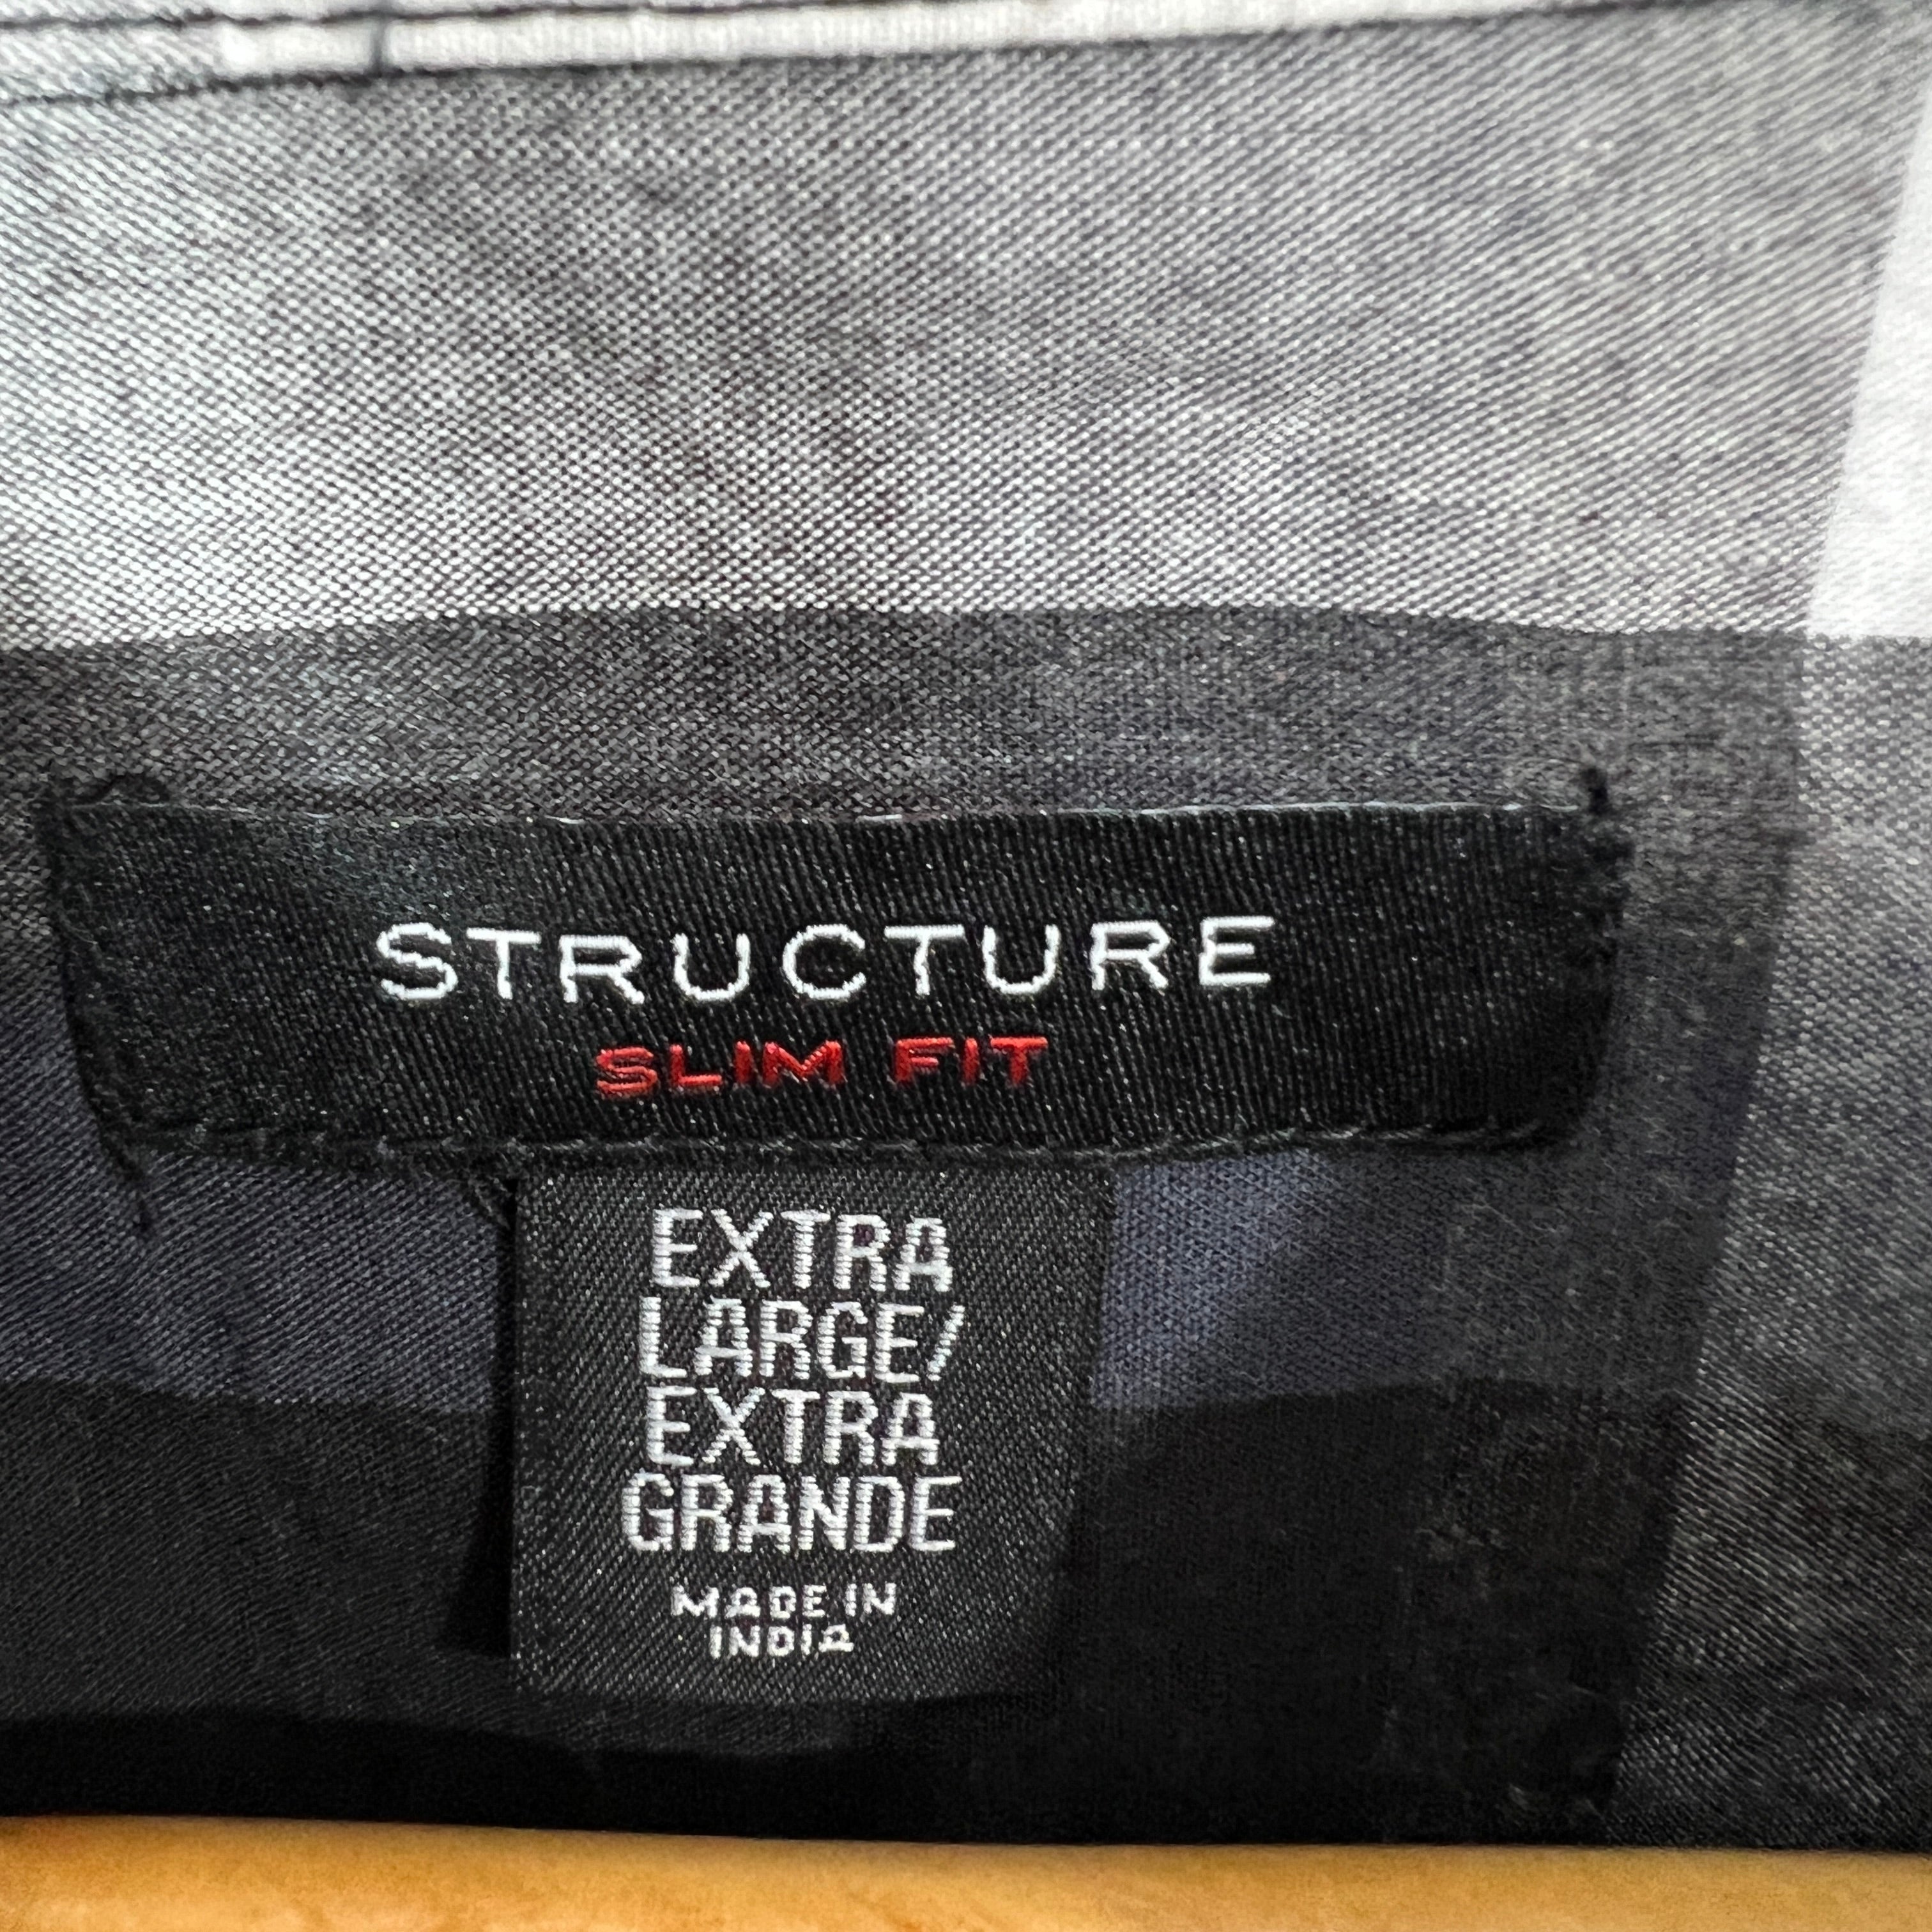 STRUCTURE
SLIM FIT
EXTRA
LARGE/
EXTRA
GRANDE
MADE IN
INDIA